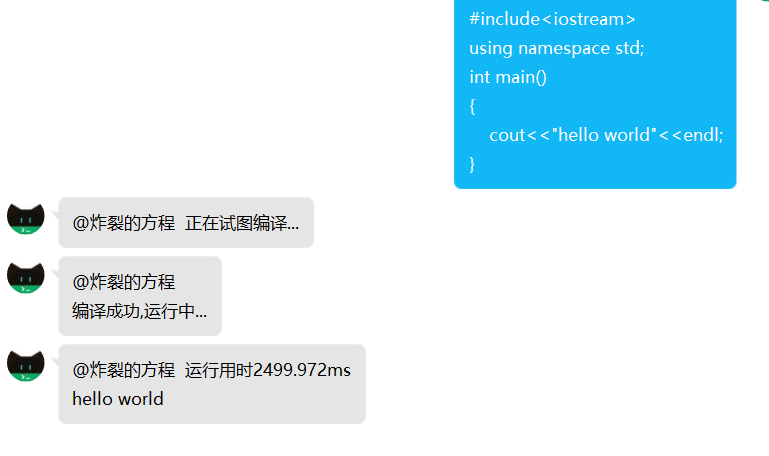 #include<iostream>
using namespace std;
int main()
{
    cout<<"hello world"<<endl;
}
@炸裂的方程  正在试图编译...
@炸裂的方程
编译成功,运行中...
@炸裂的方程  运行用时2499.972ms
hello world